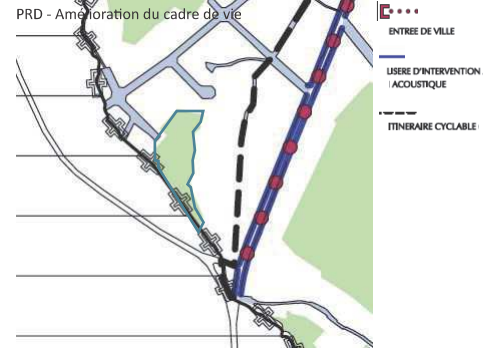 PRD - Amélioration du cadre de vie
ENTREE DE VILLE
LISERE D'INTERVENTION
ACOUSTIQUE
ITINERAIRE CYCLABLE